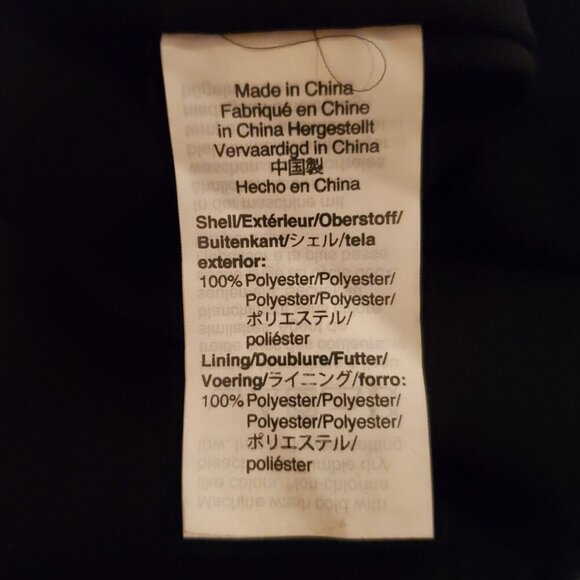 Made in China
Fabriqué en Chine
in China Hergestellt
Vervaardigd in China
中国製
Hecho en China
Shell/Extérieur/Oberstoff/
Buitenkant/シェル/tela
exterior:
100% Polyester/Polyester/
Polyester/Polyester/
ポリエステル/
poliéster
Lining/Doublure/Futter/
Voering/ライニング/forro:
100% Polyester/Polyester/
Polyester/Polyester/
ポリエステル/
poliéster